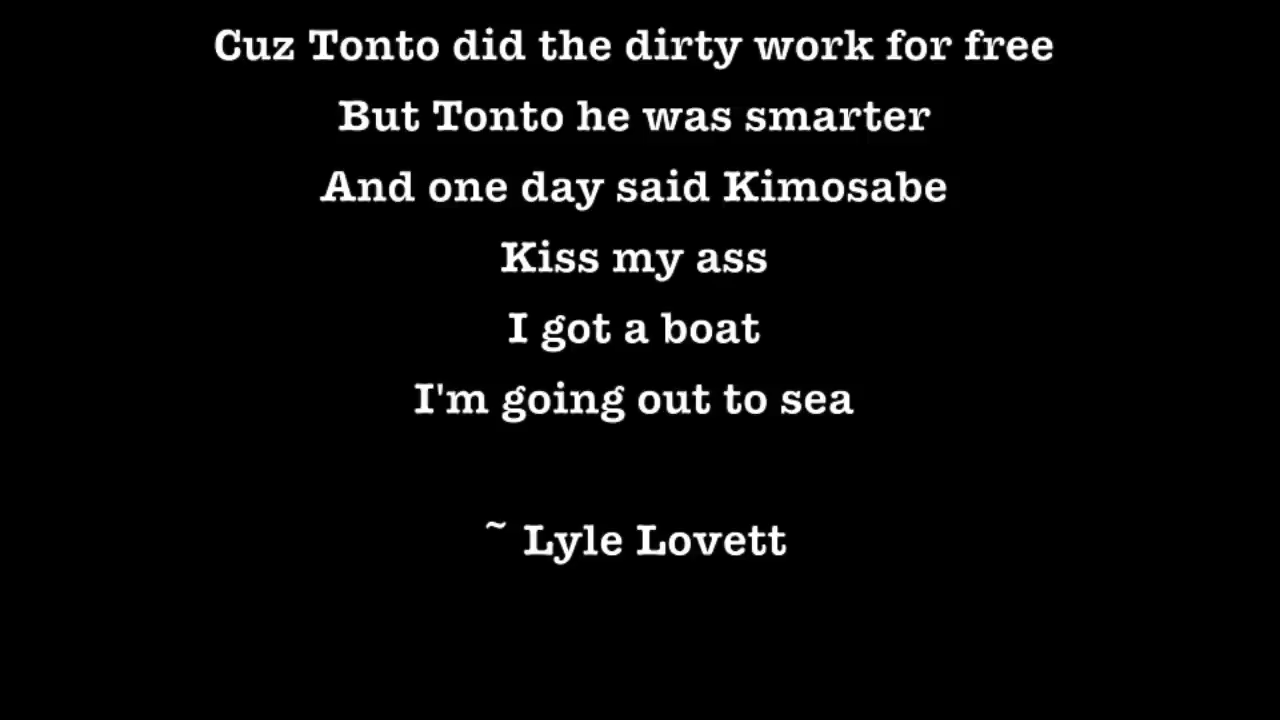 Cuz Tonto did the dirty work for free
But Tonto he was smarter
And one day said Kimosabe
Kiss my ass
I got a boat
I'm going out to sea
~ Lyle Lovett